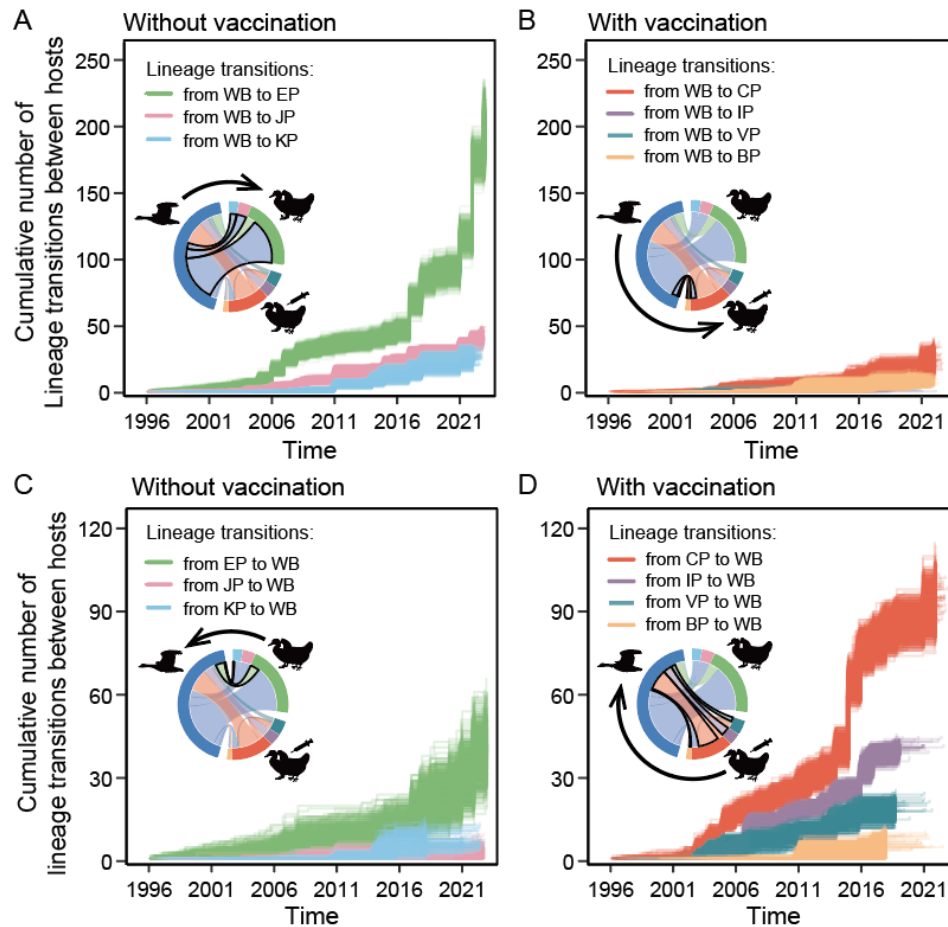 A Without vaccination
Cumulative number of
Lineage transitions between hosts
250
200
150
100
50
0
Lineage transitions:
from WB to EP
from WB to JP
from WB to KP
1996 2001 2006 2011 2016 2021
Time
B With vaccination
250
200
150
100
50
0
Lineage transitions:
from WB to CP
from WB to IP
from WB to VP
from WB to BP
1996 2001 2006 2011 2016 2021
Time
C Without vaccination
Cumulative number of
lineage transitions between hosts
120
90
60
30
0
Lineage transitions:
from EP to WB
from JP to WB
from KP to WB
1996 2001 2006 2011 2016 2021
Time
D With vaccination
120
90
60
30
0
Lineage transitions:
from CP to WB
from IP to WB
from VP to WB
from BP to WB
1996 2001 2006 2011 2016 2021
Time